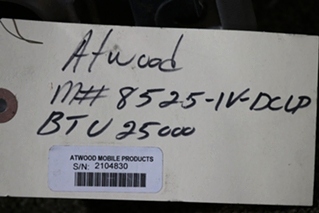 Atwood
M# 8525-IV-DCLP
BTU 25000
ATWOOD MOBILE PRODUCTS
S/N: 2104830